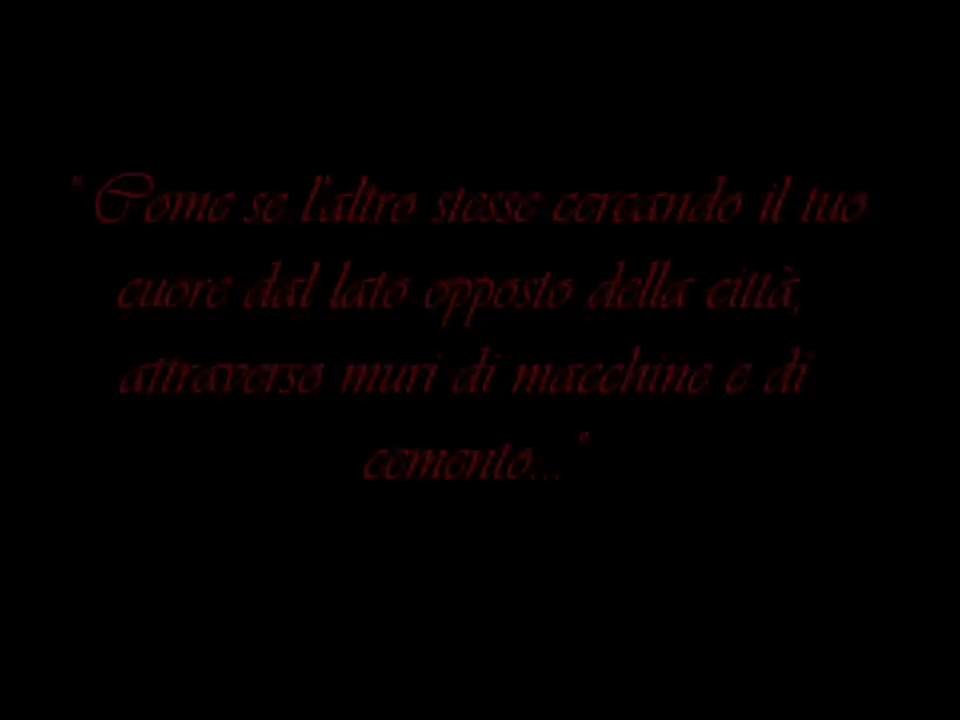 " Come se l'altro stesse cercando il tuo
cuore dal lato opposto della città,
attraverso muri di macchine e di
cemento..."